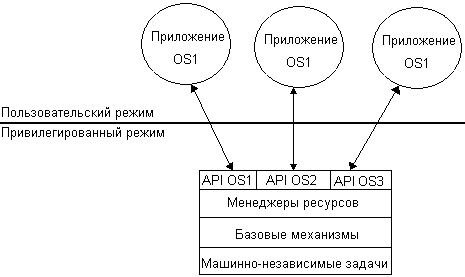 Приложение
OS1
Приложение
OS1
Приложение
OS1
Пользовательский режим
Привилегированный режим
API OS1
API OS2
API OS3
Менеджеры ресурсов
Базовые механизмы
Машинно-независимые задачи